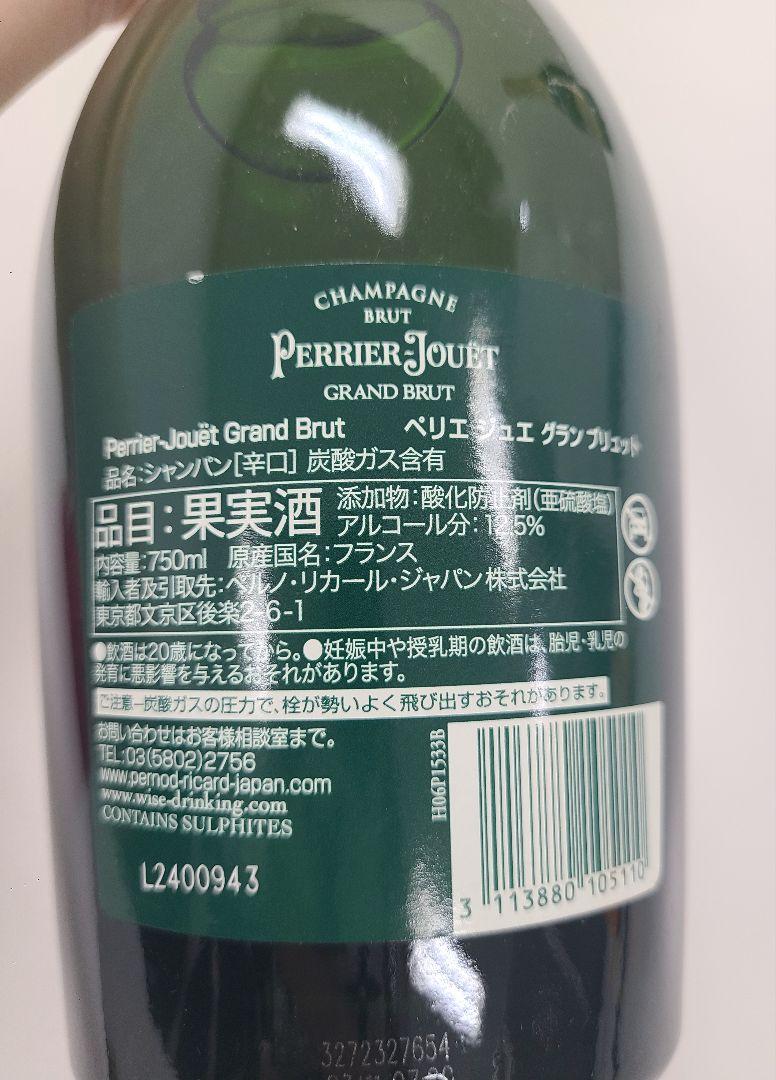 CHAMPAGNE
BRUT
PERRIER-JOUËT
GRAND BRUT
Perrier-Jouët Grand Brut ペリエ ジュエ グラン ブリュット
品名:シャンパン[辛口] 炭酸ガス含有
品目:果実酒 添加物:酸化防止剤(亜硫酸塩)
アルコール分:12.5%
内容量:750ml 原産国名:フランス
輸入者及引取先:ペルノ・リカール・ジャパン株式会社
東京都文京区後楽2-6-1
●飲酒は20歳になってから。●妊娠中や授乳期の飲酒は、胎児・乳児の
発育に悪影響を与えるおそれがあります。
ご注意―炭酸ガスの圧力で、栓が勢いよく飛び出すおそれがあります。
お問い合わせはお客様相談室まで。
TEL:03(5802)2756
www.pernod-ricard-japan.com
www.wise-drinking.com
CONTAINS SULPHITES
H06P1533B
L2400943
3 113880 105110
3272327654